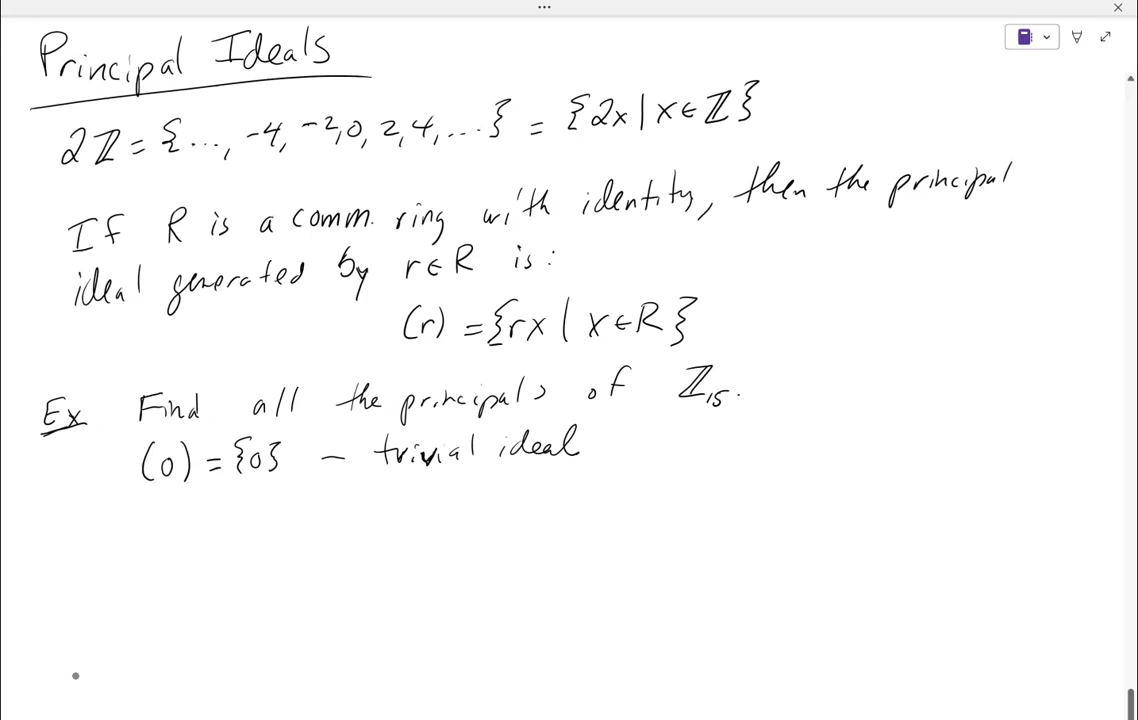 Principal Ideals
2ℤ = {..., -4, -2, 0, 2, 4, ...} = {2x | x ∈ ℤ}
If R is a comm. ring with identity, then the principal
ideal generated by r ∈ R is:
(r) = {rx | x ∈ R}
Ex Find all the principals of ℤ₁₅.
(0) = {0} — trivial ideal